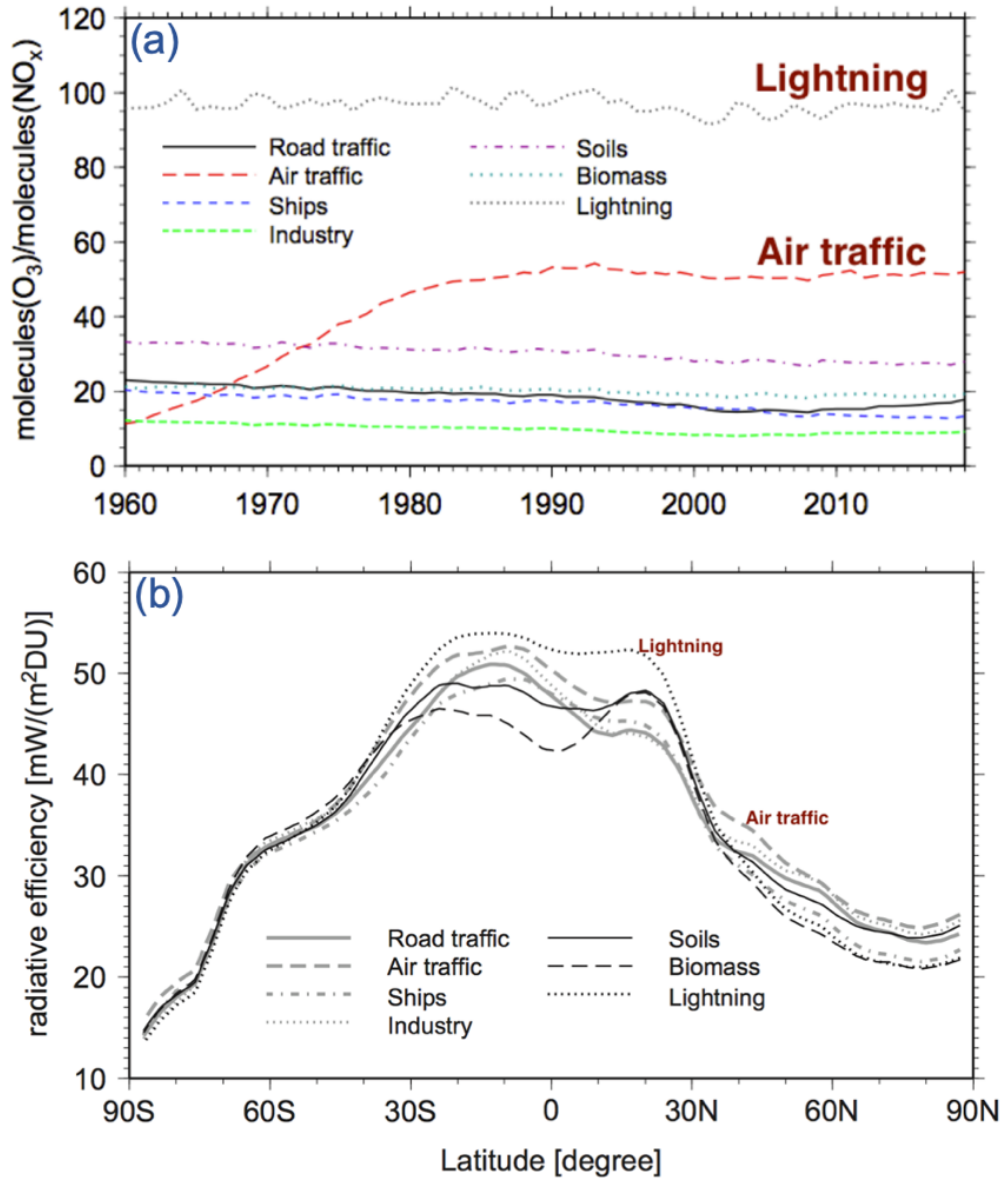 (a)
molecules(O3)/molecules(NOx)
120
100
80
60
40
20
0
Lightning
Air traffic
Road traffic
Air traffic
Ships
Industry
Soils
Biomass
Lightning
1960 1970 1980 1990 2000 2010
(b)
radiative efficiency [mW/(m²DU)]
60
50
40
30
20
10
Lightning
Air traffic
Road traffic
Air traffic
Ships
Industry
Soils
Biomass
Lightning
90S 60S 30S 0 30N 60N 90N
Latitude [degree]